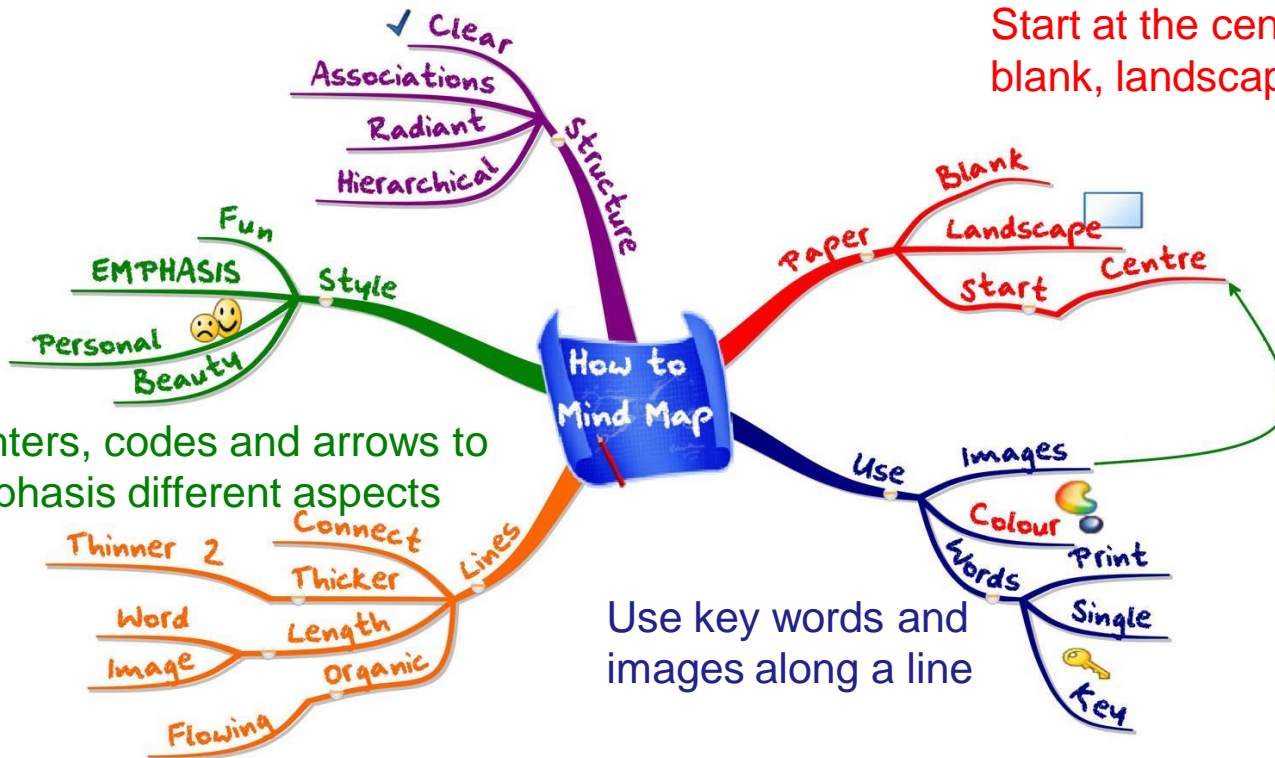 Start at the cen
blank, landscap
Clear
Associations
Radiant
Hierarchical
Structure
Blank
Landscape
Start
Centre
Paper
Fun
EMPHASIS
Personal
Beauty
Style
How to
Mind Map
nters, codes and arrows to
phasis different aspects
Use
Images
Colour
Words
Print
Single
Key
Use key words and
images along a line
Connect
Thinner 2
Thicker
Lines
Word
Image
Length
Organic
Flowing